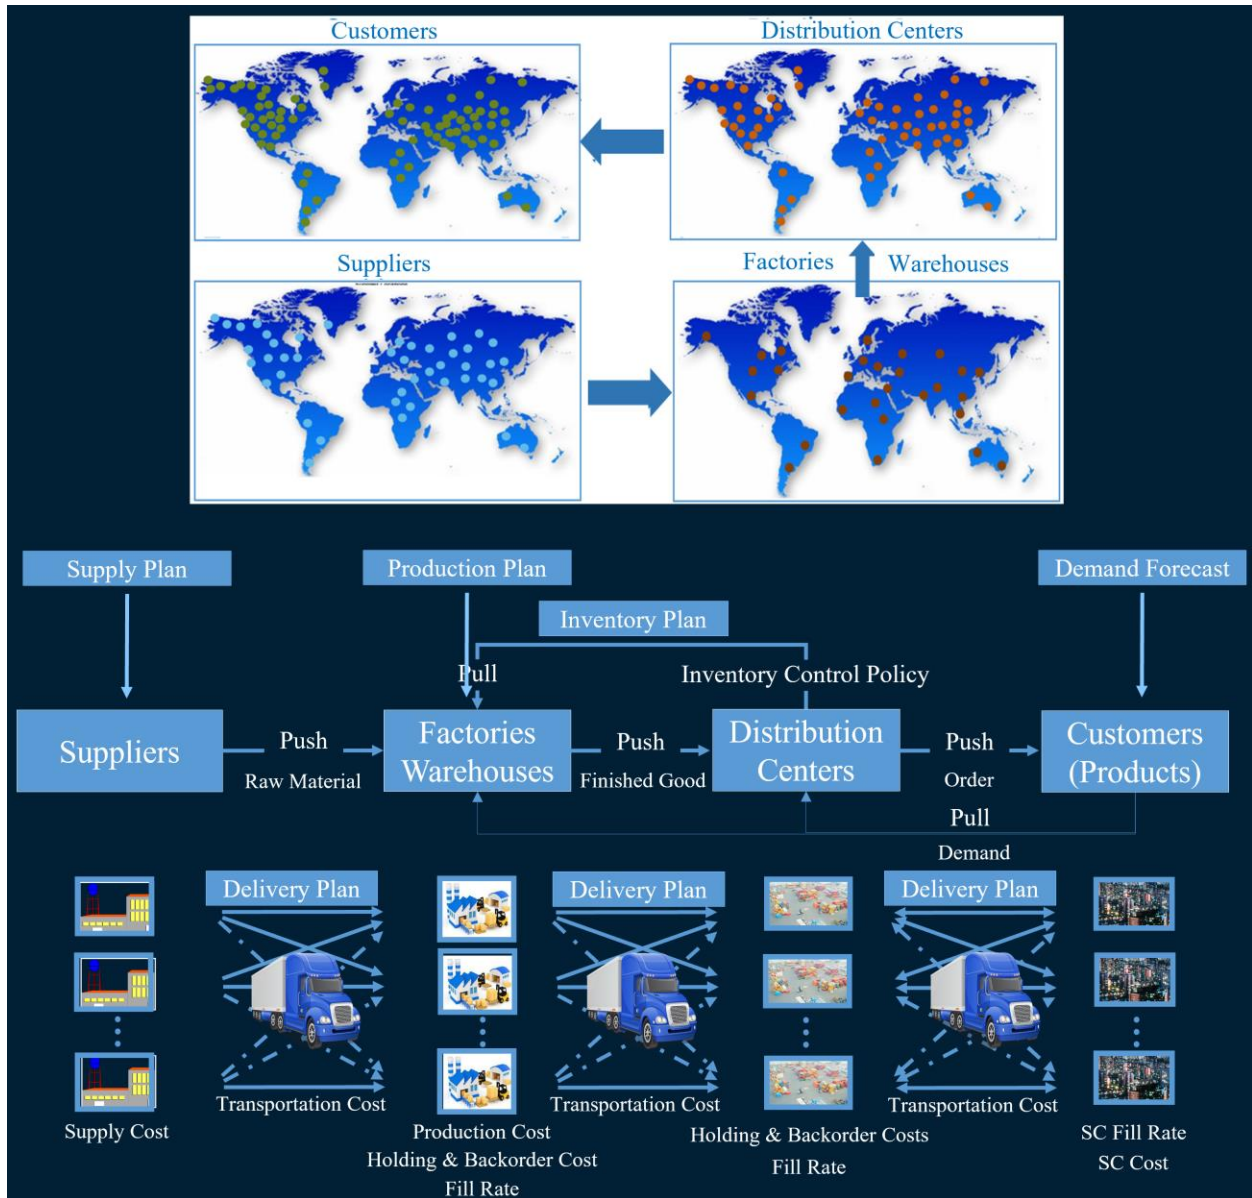 Customers
Distribution Centers
Suppliers
Factories
Warehouses
Supply Plan
Production Plan
Demand Forecast
Inventory Plan
Pull
Inventory Control Policy
Suppliers
Push
Raw Material
Factories
Warehouses
Push
Finished Good
Distribution
Centers
Push
Order
Customers
(Products)
Pull
Demand
Delivery Plan
Delivery Plan
Delivery Plan
Transportation Cost
Transportation Cost
Transportation Cost
Supply Cost
Production Cost
Holding & Backorder Cost
Fill Rate
Holding & Backorder Costs
Fill Rate
SC Fill Rate
SC Cost